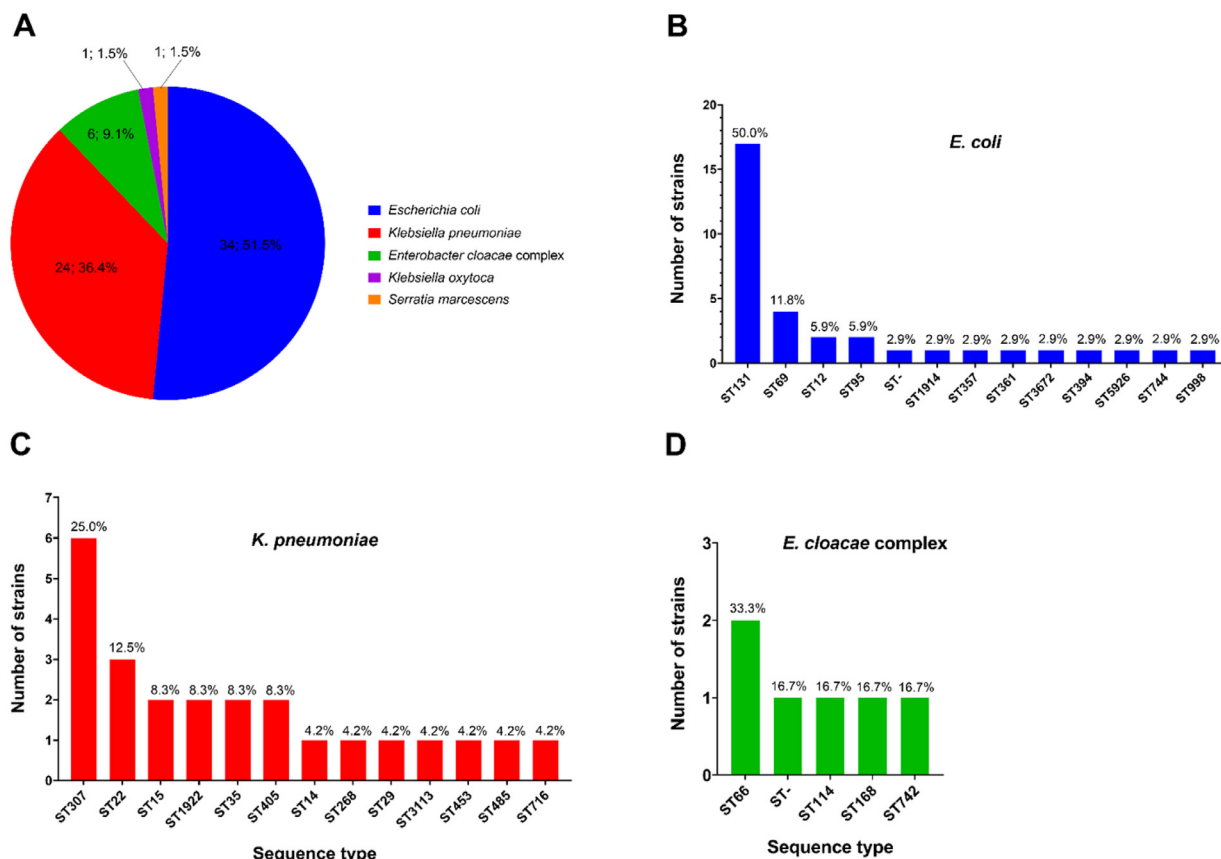 A
1; 1.5%
1; 1.5%
6; 9.1%
34; 51.5%
24; 36.4%
Escherichia coli
Klebsiella pneumoniae
Enterobacter cloacae complex
Klebsiella oxytoca
Serratia marcescens
B
E. coli
Number of strains
20
15
10
5
0
50.0%
11.8%
5.9%
5.9%
2.9%
2.9%
2.9%
2.9%
2.9%
2.9%
2.9%
2.9%
2.9%
ST131
ST69
ST12
ST95
ST-
ST1914
ST357
ST361
ST3672
ST394
ST5926
ST744
ST998
C
K. pneumoniae
Number of strains
7
6
5
4
3
2
1
0
25.0%
12.5%
8.3%
8.3%
8.3%
8.3%
4.2%
4.2%
4.2%
4.2%
4.2%
4.2%
4.2%
ST307
ST22
ST15
ST1922
ST35
ST405
ST14
ST268
ST29
ST3113
ST453
ST485
ST716
Sequence type
D
E. cloacae complex
Number of strains
3
2
1
0
33.3%
16.7%
16.7%
16.7%
16.7%
ST66
ST-
ST114
ST168
ST742
Sequence type